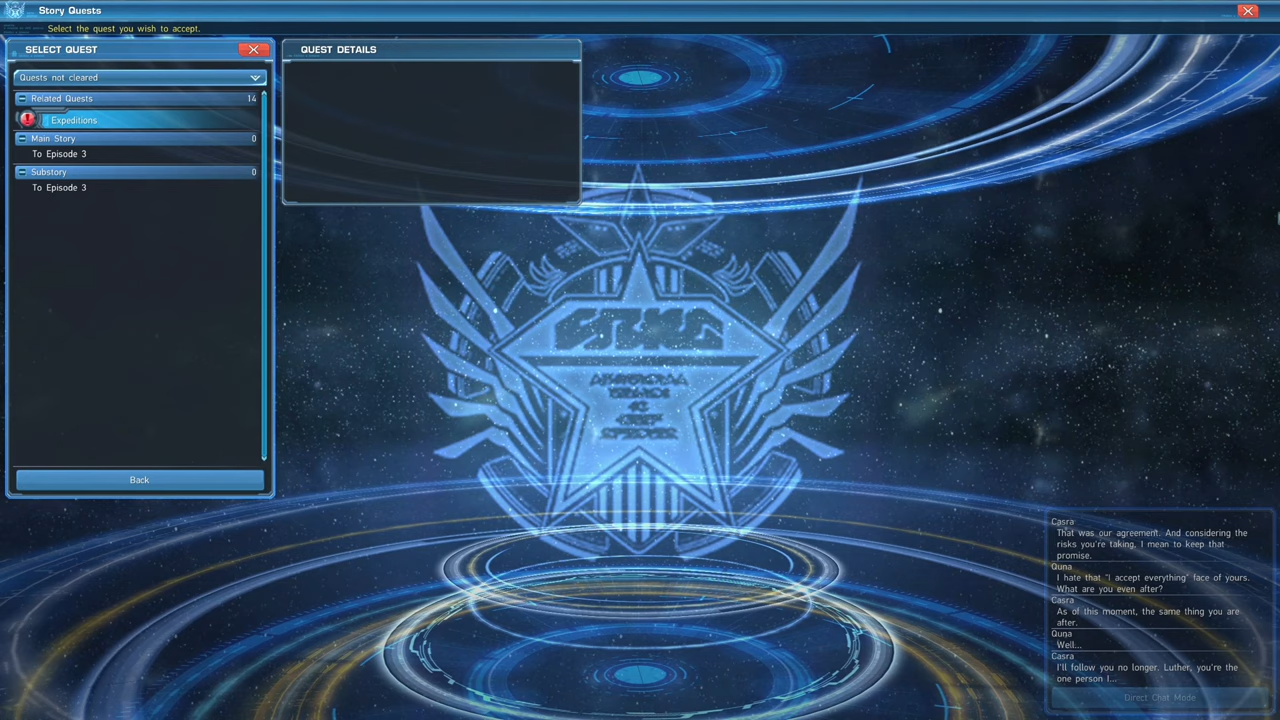 Story Quests
Select the quest you wish to accept.
SELECT QUEST
Quests not cleared
Related Quests 14
Expeditions
Main Story 0
To Episode 3
Substory 0
To Episode 3
Back
QUEST DETAILS
Casra
That was our agreement. And considering the
risks you're taking, I mean to keep that
promise.
Quna
I hate that "I accept everything" face of yours.
What are you even after?
Casra
As of this moment, the same thing you are
after.
Quna
Well...
Casra
I'll follow you no longer. Luther, you're the
one person I...
Direct Chat Mode